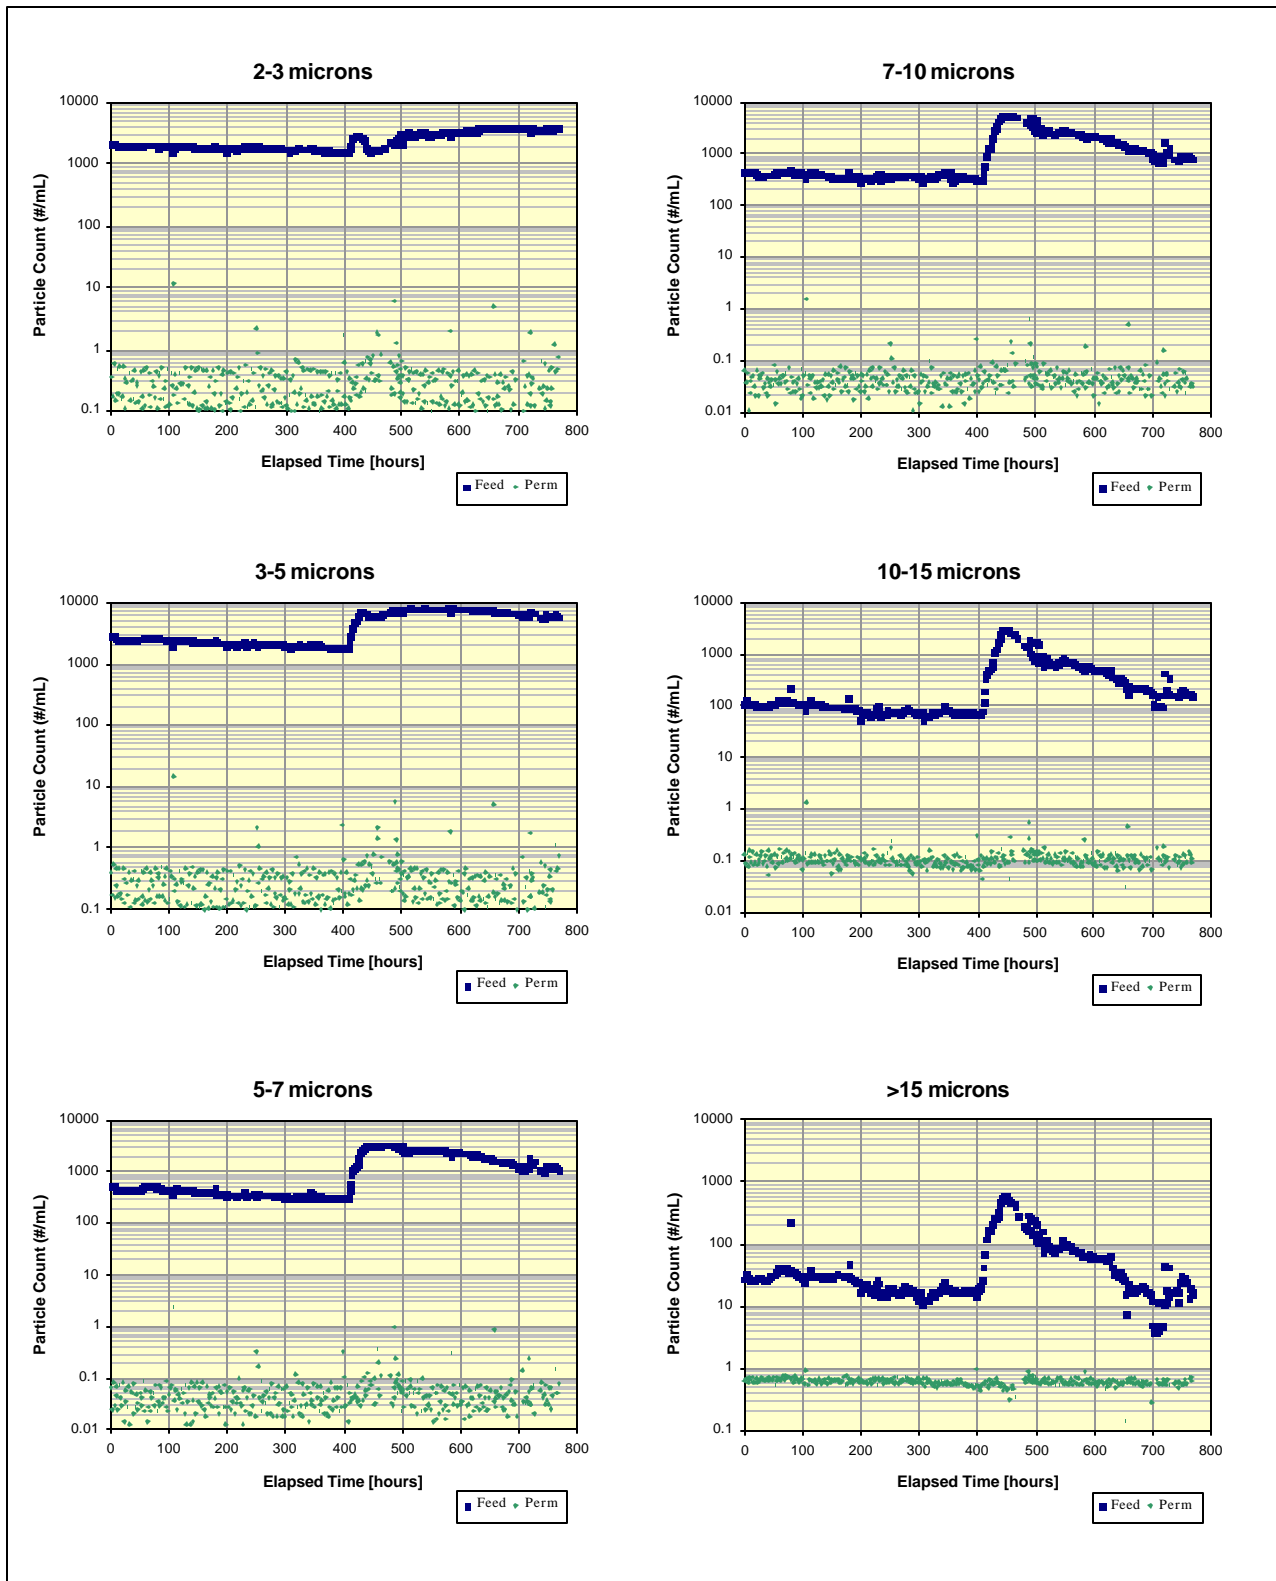 2-3 microns
10000
1000
100
10
1
0.1
0 100 200 300 400 500 600 700 800
Particle Count (#/mL)
Elapsed Time [hours]
Feed Perm
7-10 microns
10000
1000
100
10
1
0.1
0.01
0 100 200 300 400 500 600 700 800
Particle Count (#/mL)
Elapsed Time [hours]
Feed Perm
3-5 microns
10000
1000
100
10
1
0.1
0 100 200 300 400 500 600 700 800
Particle Count (#/mL)
Elapsed Time [hours]
Feed Perm
10-15 microns
10000
1000
100
10
1
0.1
0.01
0 100 200 300 400 500 600 700 800
Particle Count (#/mL)
Elapsed Time [hours]
Feed Perm
5-7 microns
10000
1000
100
10
1
0.1
0.01
0 100 200 300 400 500 600 700 800
Particle Count (#/mL)
Elapsed Time [hours]
Feed Perm
>15 microns
10000
1000
100
10
1
0.1
0 100 200 300 400 500 600 700 800
Particle Count (#/mL)
Elapsed Time [hours]
Feed Perm